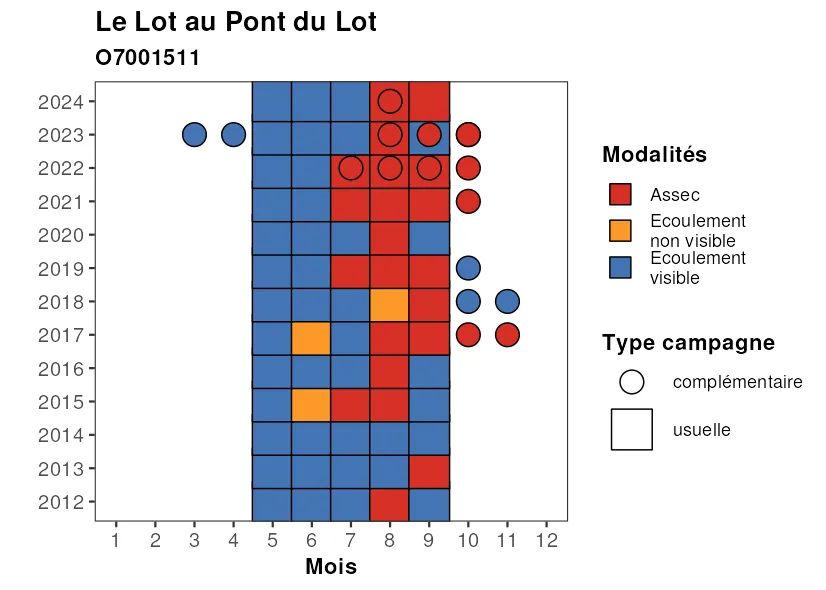 Le Lot au Pont du Lot
O7001511
2024
2023
2022
2021
2020
2019
2018
2017
2016
2015
2014
2013
2012
1 2 3 4 5 6 7 8 9 10 11 12
Mois
Modalités
Assec
Ecoulement
non visible
Ecoulement
visible
Type campagne
complémentaire
usuelle